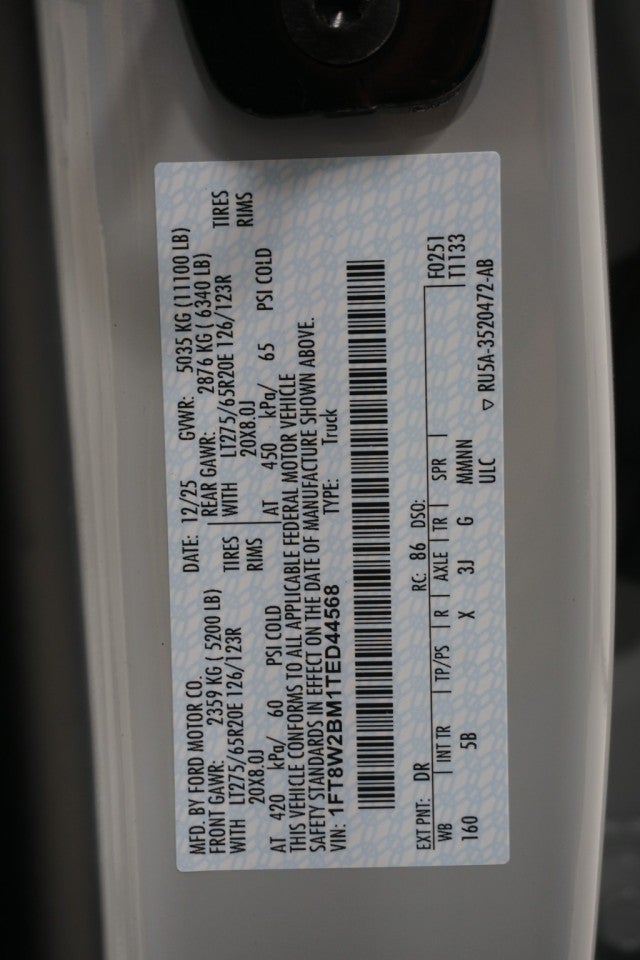 MFD. BY FORD MOTOR CO.
DATE: 12/25 GVWR: 5035 KG (11100 LB)
FRONT GAWR: 2359 KG ( 5200 LB) REAR GAWR: 2876 KG ( 6340 LB)
WITH LT275/65R20E 126/123R TIRES WITH LT275/65R20E 126/123R TIRES
20X8.0J RIMS 20X8.0J RIMS
AT 420 kPa/ 60 PSI COLD AT 450 kPa/ 65 PSI COLD
THIS VEHICLE CONFORMS TO ALL APPLICABLE FEDERAL MOTOR VEHICLE
SAFETY STANDARDS IN EFFECT ON THE DATE OF MANUFACTURE SHOWN ABOVE.
VIN: 1FT8W2BM1TED44568 TYPE: Truck
F0251
EXT PNT: DR RC: 86 DSO: T1133
WB INT TR TP/PS R AXLE TR SPR
160 5B X 3J G MMNNN
ULC ▽ RU5A-3520472-AB